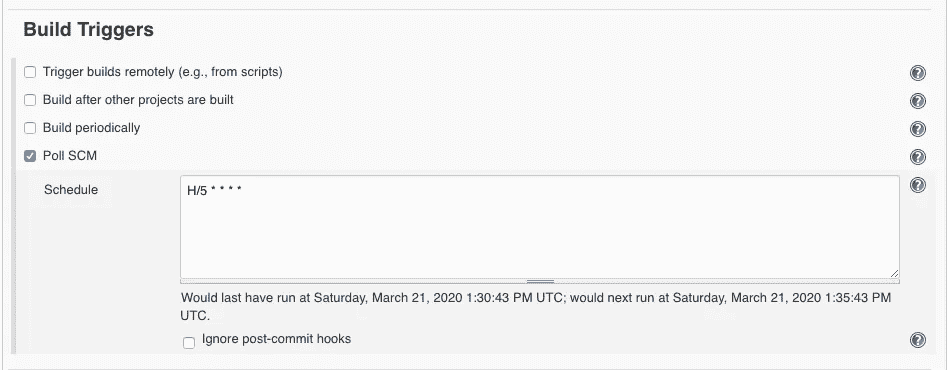 Build Triggers
Trigger builds remotely (e.g., from scripts)
Build after other projects are built
Build periodically
Poll SCM
Schedule
H/5 * * * *
Would last have run at Saturday, March 21, 2020 1:30:43 PM UTC; would next run at Saturday, March 21, 2020 1:35:43 PM
UTC.
Ignore post-commit hooks